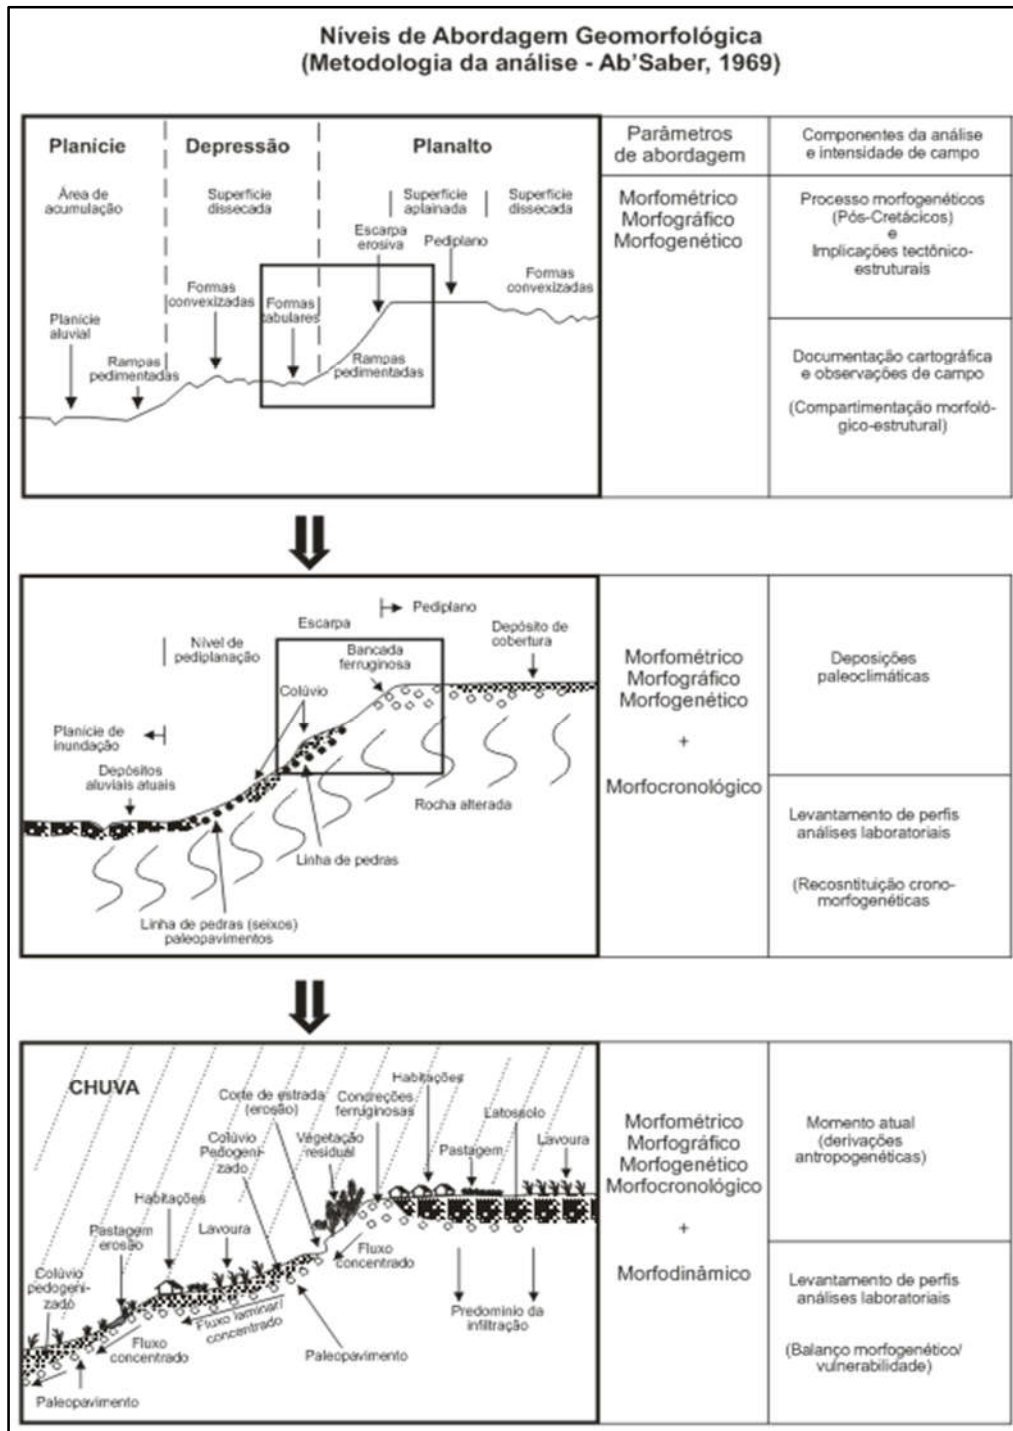 Níveis de Abordagem Geomorfológica
(Metodologia da análise - Ab'Saber, 1969)
Planície
Depressão
Planalto
Área de
acumulação
Superfície
dissecada
Superfície
aplainada
Superfície
dissecada
Escarpa
erosiva
Pediplano
Formas
convexizadas
Formas
tabulares
Formas
convexizadas
Planície
aluvial
Rampas
pedimentadas
Rampas
pedimentadas
Parâmetros
de abordagem
Componentes da análise
e intensidade de campo
Morfométrico
Morfográfico
Morfogenético
Processo morfogenéticos
(Pós-Cretácicos)
e
Implicações tectônico-
estruturais
Documentação cartográfica
e observações de campo
(Compartimentação morfoló-
gico-estrutural)
Pediplano
Escarpa
Nível de
pediplanação
Bancada
ferruginosa
Depósito de
cobertura
Colúvio
Planície de
inundação
Depósitos
aluviais atuais
Rocha alterada
Linha de pedras
Linha de pedras (seixos)
paleopavimentos
Morfométrico
Morfográfico
Morfogenético
+
Morfocronológico
Deposições
paleoclimáticas
Levantamento de perfis
análises laboratoriais
(Recosntituição crono-
morfogenéticas
CHUVA
Corte de estrada
(erosão)
Concreções
ferruginosas
Habitações
Latossolo
Lavoura
Pastagem
Colúvio
Pedogeni-
zado
Vegetação
residual
Habitações
Lavoura
Pastagem
erosão
Colúvio
pedogeni-
zado
Fluxo
concentrado
Fluxo laminar/
concentrado
Fluxo
concentrado
Predomínio da
infiltração
Paleopavimento
Paleopavimento
Morfométrico
Morfográfico
Morfogenético
Morfocronológico
+
Morfodinâmico
Momento atual
(derivações
antropogenéticas)
Levantamento de perfis
análises laboratoriais
(Balanço morfogenético/
vulnerabilidade)